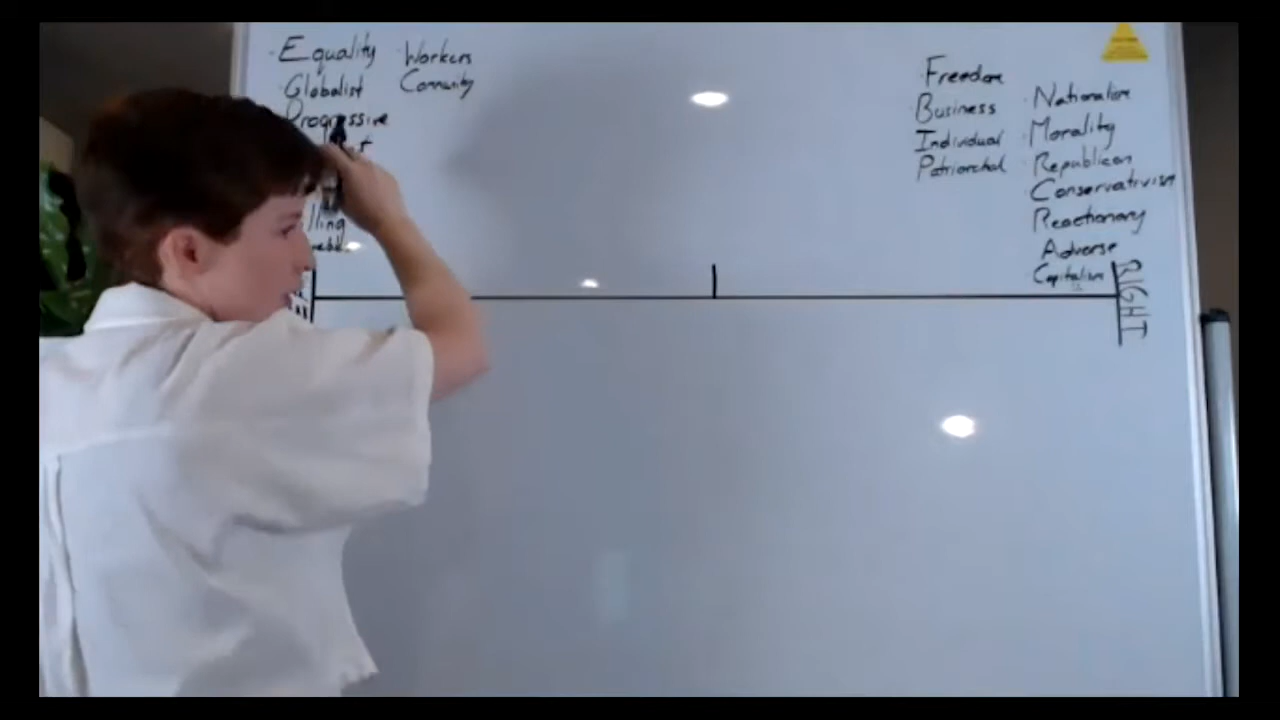 Equality
Globalist
Progressive
Workers
Community
Freedom
Business
Individual
Patriarchal
Nationalism
Morality
Republican
Conservativism
Reactionary
Adverse
Capitalism
RIGHT